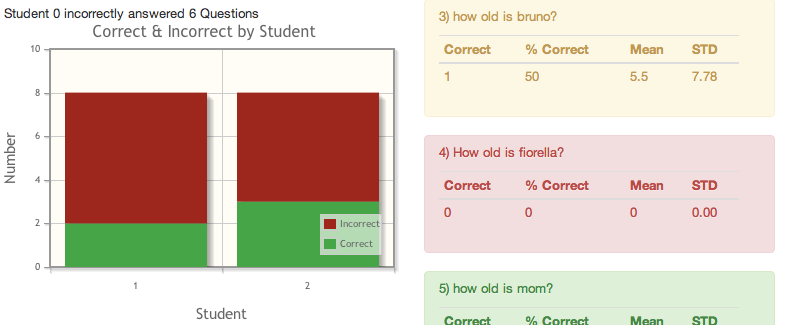 Student 0 incorrectly answered 6 Questions
Correct & Incorrect by Student
10
8
6
4
2
0
Number
Incorrect
Correct
1 2
Student
3) how old is bruno?
Correct % Correct Mean STD
1 50 5.5 7.78
4) How old is fiorella?
Correct % Correct Mean STD
0 0 0 0.00
5) how old is mom?
Correct % Correct Mean STD